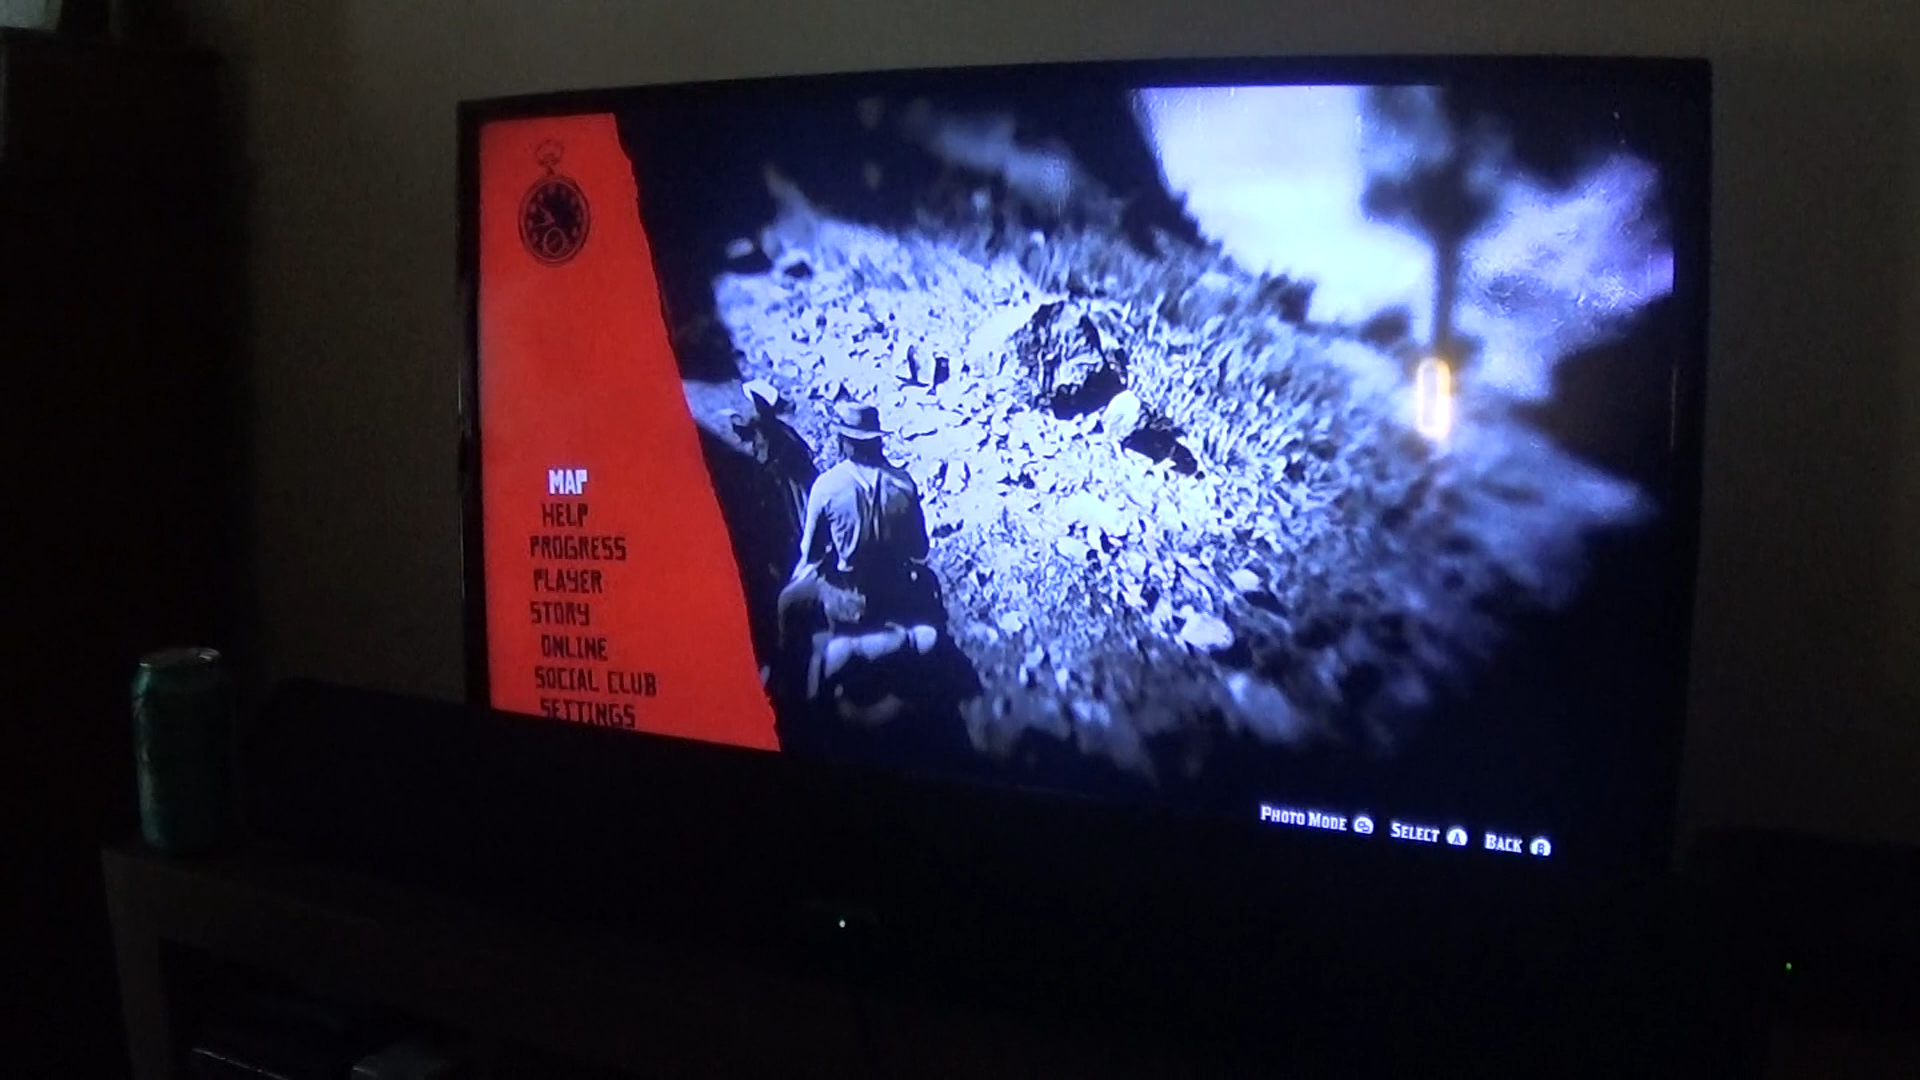 MAP
HELP
PROGRESS
PLAYER
STORY
ONLINE
SOCIAL CLUB
SETTINGS
PHOTO MODE SELECT A BACK B